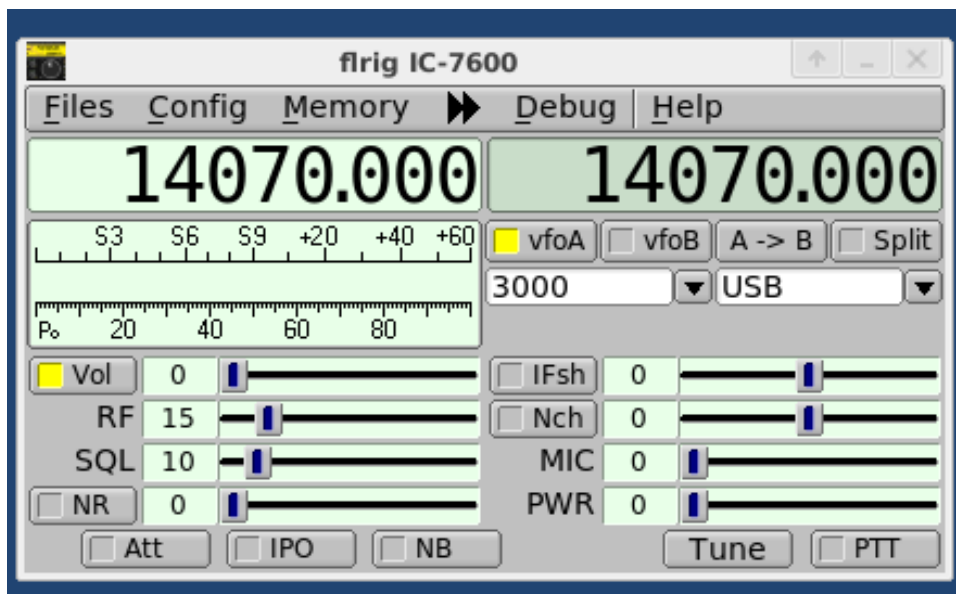 flrig IC-7600
Files Config Memory Debug Help
14070.000 14070.000
S3 S6 S9 +20 +40 +60 vfoA vfoB A -> B Split
3000 USB
Po 20 40 60 80
Vol 0 IFsh 0
RF 15 Nch 0
SQL 10 MIC 0
NR 0 PWR 0
Att IPO NB Tune PTT